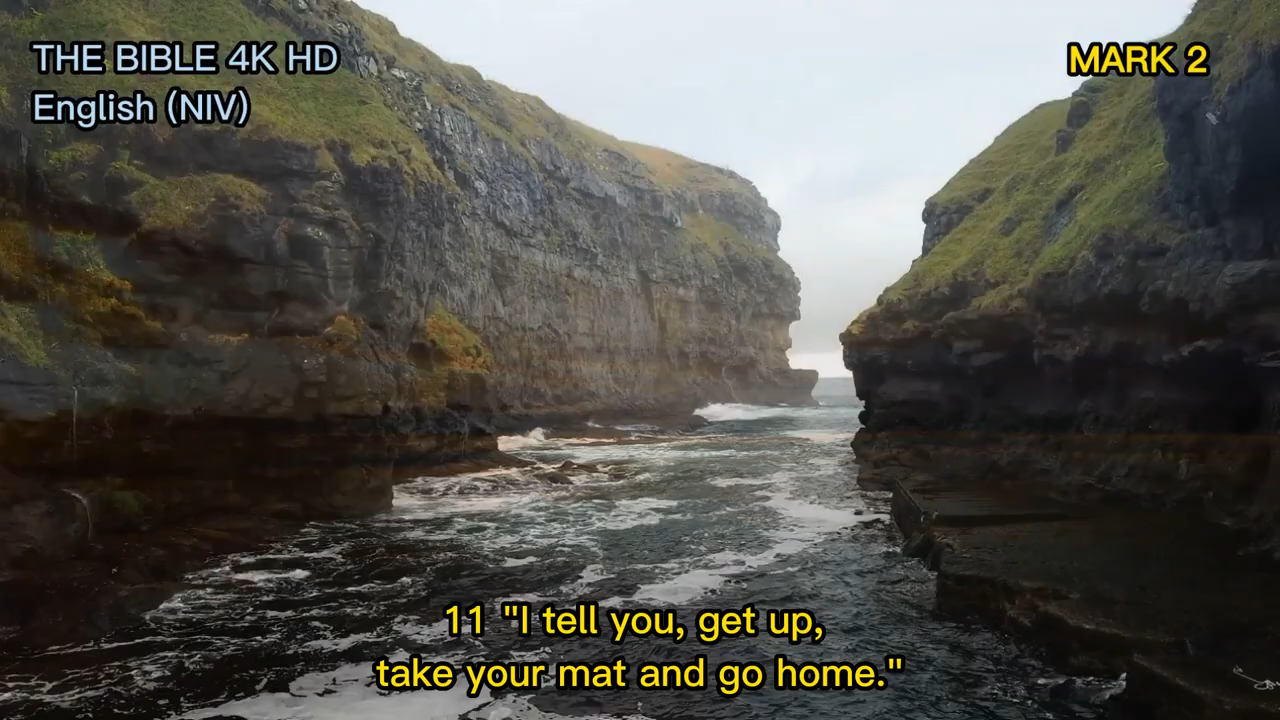 THE BIBLE 4K HD
English (NIV)
MARK 2
11 "I tell you, get up,
take your mat and go home."